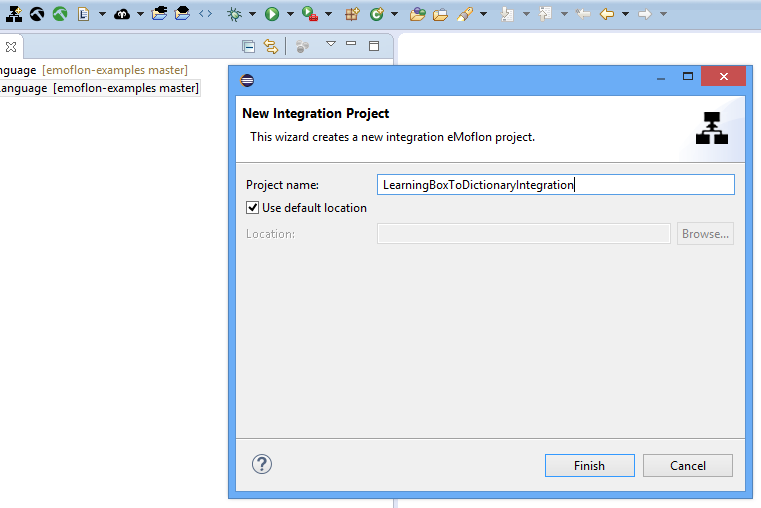 nguage [emoflon-examples master]
anguage [emoflon-examples master]
New Integration Project
This wizard creates a new integration eMoflon project.
Project name:
LearningBoxToDictionaryIntegration
Use default location
Location:
Browse...
Finish
Cancel